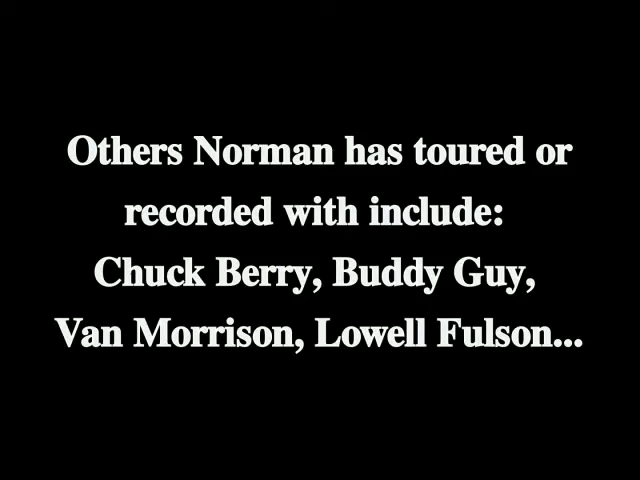 Others Norman has toured or
recorded with include:
Chuck Berry, Buddy Guy,
Van Morrison, Lowell Fulson...